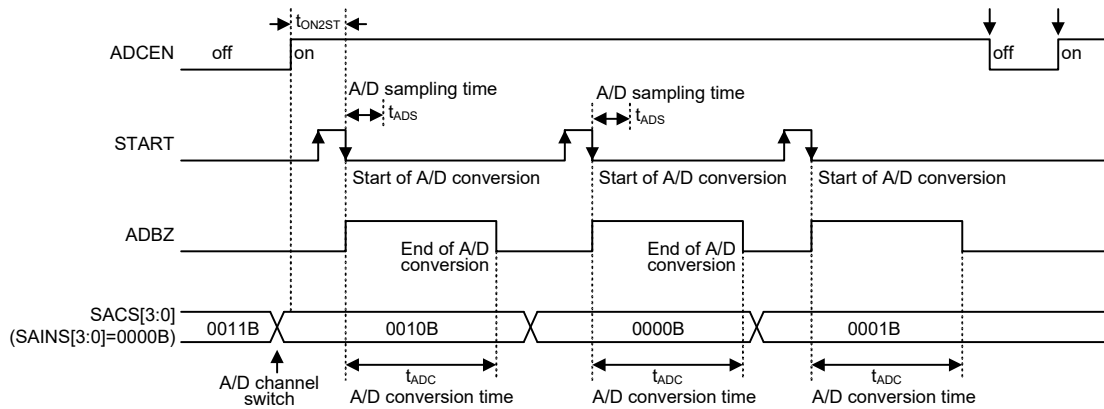 tON2ST
ADCEN
off
on
off
on
A/D sampling time
A/D sampling time
tADS
tADS
START
Start of A/D conversion
Start of A/D conversion
Start of A/D conversion
ADBZ
End of A/D
conversion
End of A/D
conversion
SACS[3:0]
(SAINS[3:0]=0000B)
0011B
0010B
0000B
0001B
A/D channel
switch
tADC
A/D conversion time
tADC
A/D conversion time
tADC
A/D conversion time